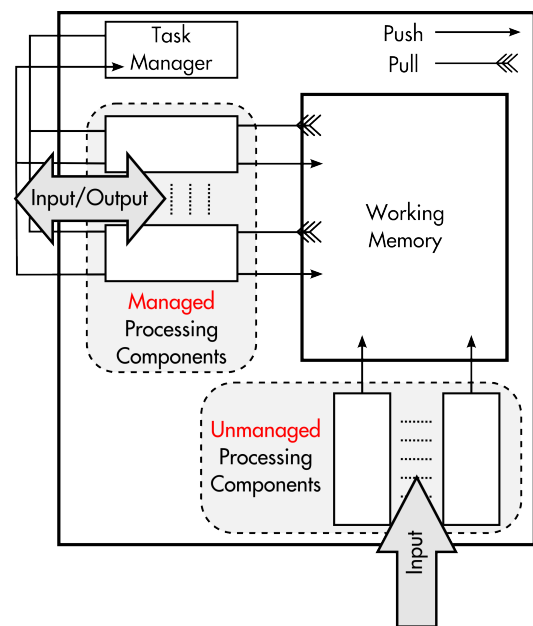 Task
Manager
Push
Pull
Input/Output
Working
Memory
Managed
Processing
Components
Unmanaged
Processing
Components
Input